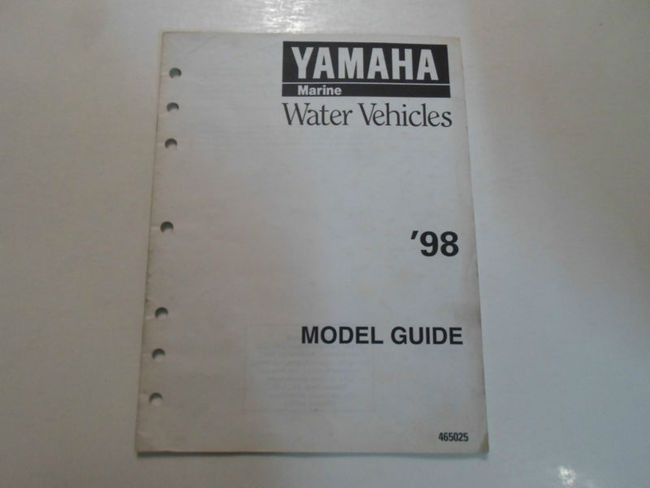 YAMAHA
Marine
Water Vehicles
'98
MODEL GUIDE
465025